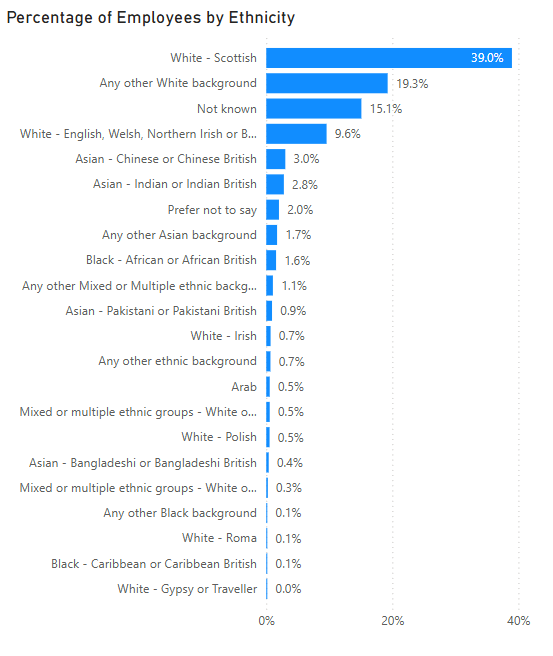 Percentage of Employees by Ethnicity
White - Scottish 39.0%
Any other White background 19.3%
Not known 15.1%
White - English, Welsh, Northern Irish or B... 9.6%
Asian - Chinese or Chinese British 3.0%
Asian - Indian or Indian British 2.8%
Prefer not to say 2.0%
Any other Asian background 1.7%
Black - African or African British 1.6%
Any other Mixed or Multiple ethnic backg... 1.1%
Asian - Pakistani or Pakistani British 0.9%
White - Irish 0.7%
Any other ethnic background 0.7%
Arab 0.5%
Mixed or multiple ethnic groups - White o... 0.5%
White - Polish 0.5%
Asian - Bangladeshi or Bangladeshi British 0.4%
Mixed or multiple ethnic groups - White o... 0.3%
Any other Black background 0.1%
White - Roma 0.1%
Black - Caribbean or Caribbean British 0.1%
White - Gypsy or Traveller 0.0%
0% 20% 40%